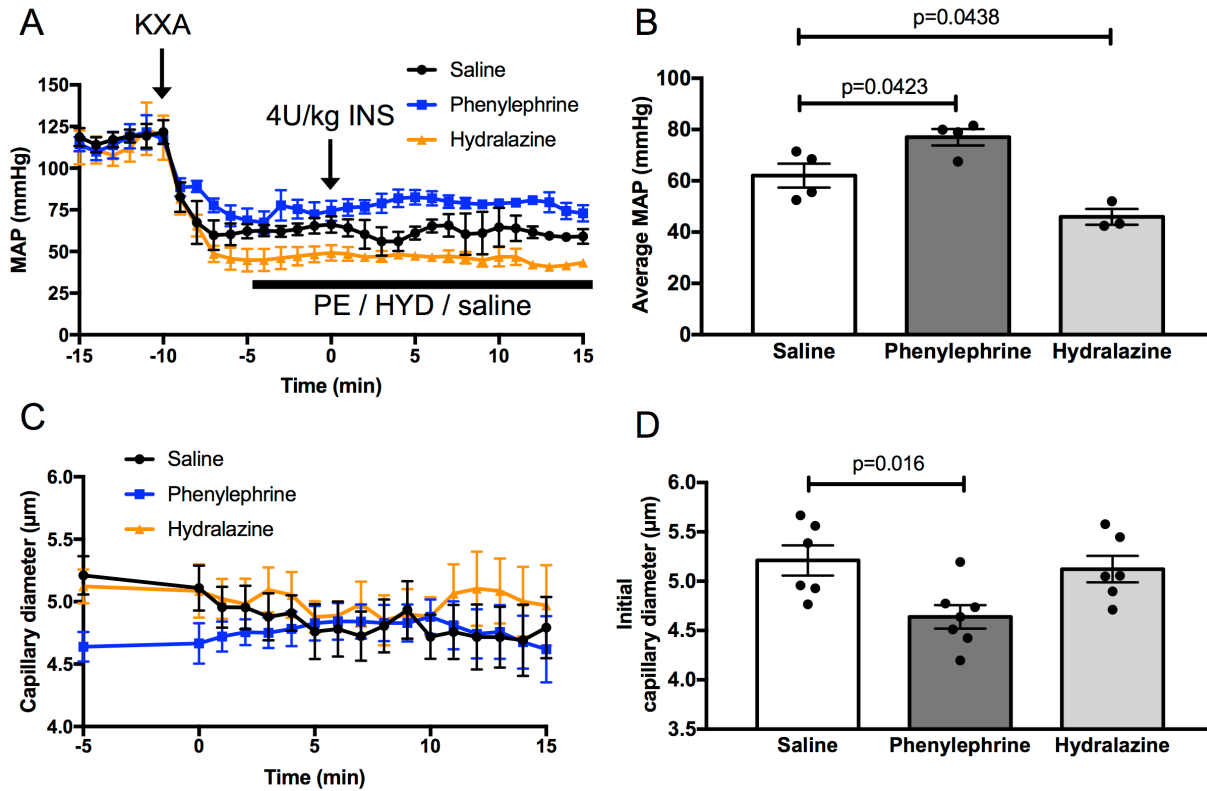 A
KXA
MAP (mmHg)
150
125
100
75
50
25
0
Saline
Phenylephrine
Hydralazine
4U/kg INS
PE / HYD / saline
-15
-10
-5
0
5
10
15
Time (min)
B
p=0.0438
p=0.0423
Average MAP (mmHg)
100
80
60
40
20
0
Saline
Phenylephrine
Hydralazine
C
Saline
Phenylephrine
Hydralazine
Capillary diameter (µm)
6.0
5.5
5.0
4.5
4.0
-5
0
5
10
15
Time (min)
D
p=0.016
Initial
capillary diameter (µm)
6.0
5.5
5.0
4.5
4.0
3.5
Saline
Phenylephrine
Hydralazine